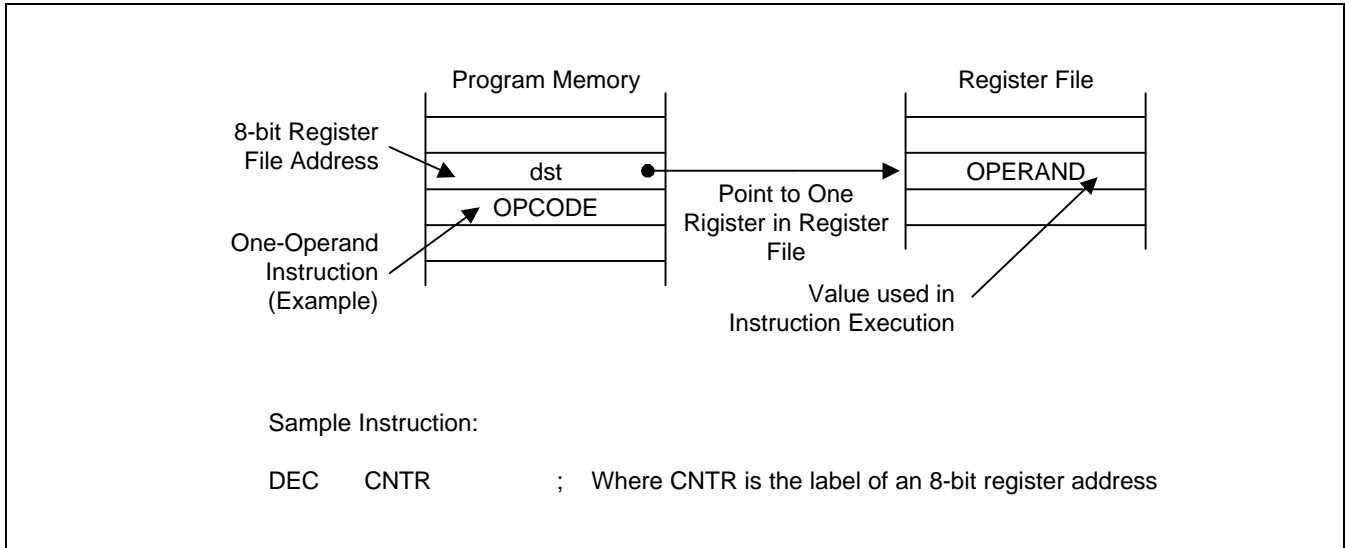 Program Memory
Register File
8-bit Register
File Address
dst
OPERAND
OPCODE
Point to One
Rigister in Register
File
One-Operand
Instruction
(Example)
Value used in
Instruction Execution
Sample Instruction:
DEC CNTR ; Where CNTR is the label of an 8-bit register address